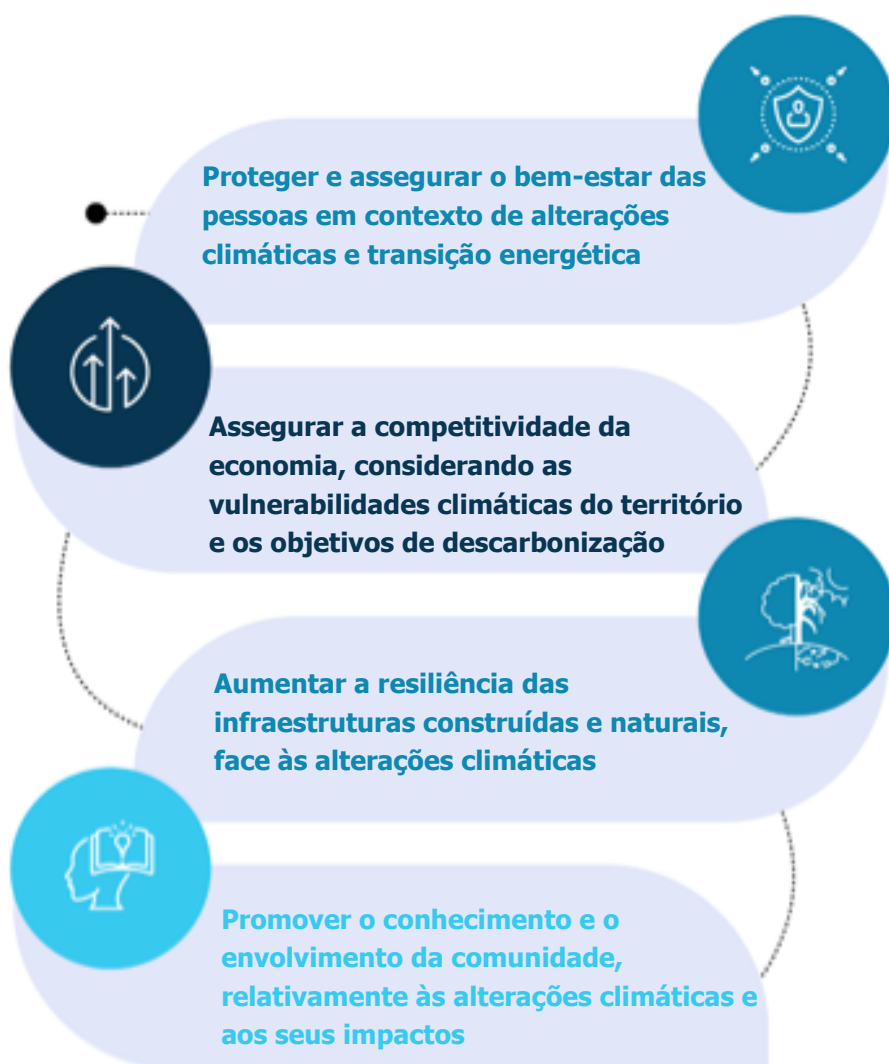 Proteger e assegurar o bem-estar das
pessoas em contexto de alterações
climáticas e transição energética
Assegurar a competitividade da
economia, considerando as
vulnerabilidades climáticas do território
e os objetivos de descarbonização
Aumentar a resiliência das
infraestruturas construídas e naturais,
face às alterações climáticas
Promover o conhecimento e o
envolvimento da comunidade,
relativamente às alterações climáticas e
aos seus impactos